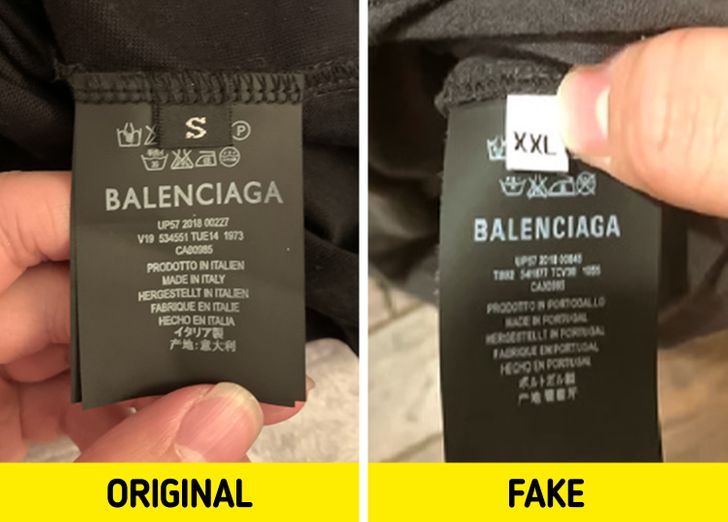 S
P
BALENCIAGA
UP57 2018 00227
V19 534551 TUE14 1973
CA00985
PRODOTTO IN ITALIEN
MADE IN ITALY
HERGESTELLT IN ITALIEN
FABRIQUE EN ITALIE
HECHO EN ITALIA
イタリア製
产地:意大利
ORIGINAL
XXL
BALENCIAGA
UP57 2018
PRODOTTO IN PORTOGALLO
MADE IN PORTUGAL
HERGESTELLT IN PORTUGAL
FABRIQUE EN PORTUGAL
HECHO EN PORTUGAL
FAKE